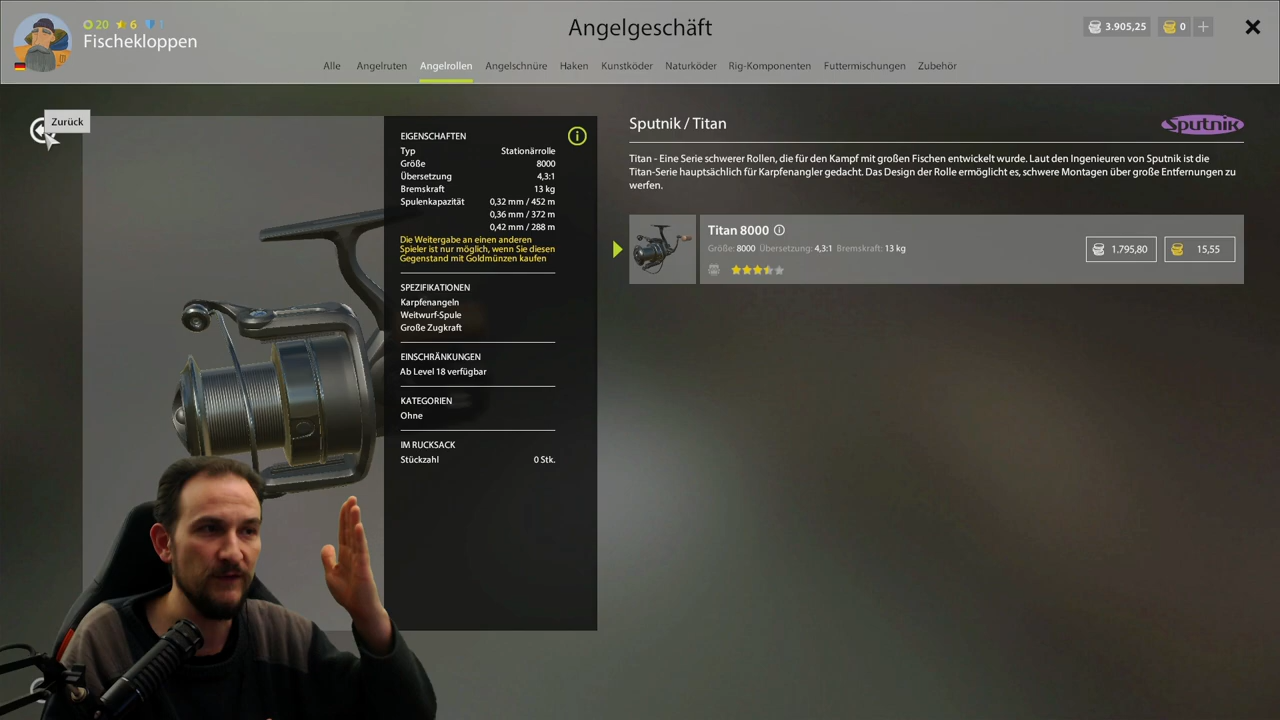 20 6 1
Fischekloppen
Angelgeschäft
3.905,25
0
Alle Angelruten Angelrollen Angelschnüre Haken Kunstköder Naturköder Rig-Komponenten Futtermischungen Zubehör
Zurück
EIGENSCHAFTEN
Typ Stationärrolle
Größe 8000
Übersetzung 4,3:1
Bremskraft 13 kg
Spulenkapazität 0,32 mm / 452 m
0,36 mm / 372 m
0,42 mm / 288 m
Die Weitergabe an einen anderen
Spieler ist nur möglich, wenn Sie diesen
Gegenstand mit Goldmünzen kaufen
SPEZIFIKATIONEN
Karpfenangeln
Weitwurf-Spule
Große Zugkraft
EINSCHRÄNKUNGEN
Ab Level 18 verfügbar
KATEGORIEN
Ohne
IM RUCKSACK
Stückzahl 0 Stk.
Sputnik / Titan
Sputnik
Titan - Eine Serie schwerer Rollen, die für den Kampf mit großen Fischen entwickelt wurde. Laut den Ingenieuren von Sputnik ist die
Titan-Serie hauptsächlich für Karpfenangler gedacht. Das Design der Rolle ermöglicht es, schwere Montagen über große Entfernungen zu
werfen.
Titan 8000
Größe: 8000 Übersetzung: 4,3:1 Bremskraft: 13 kg
1.795,80
15,55